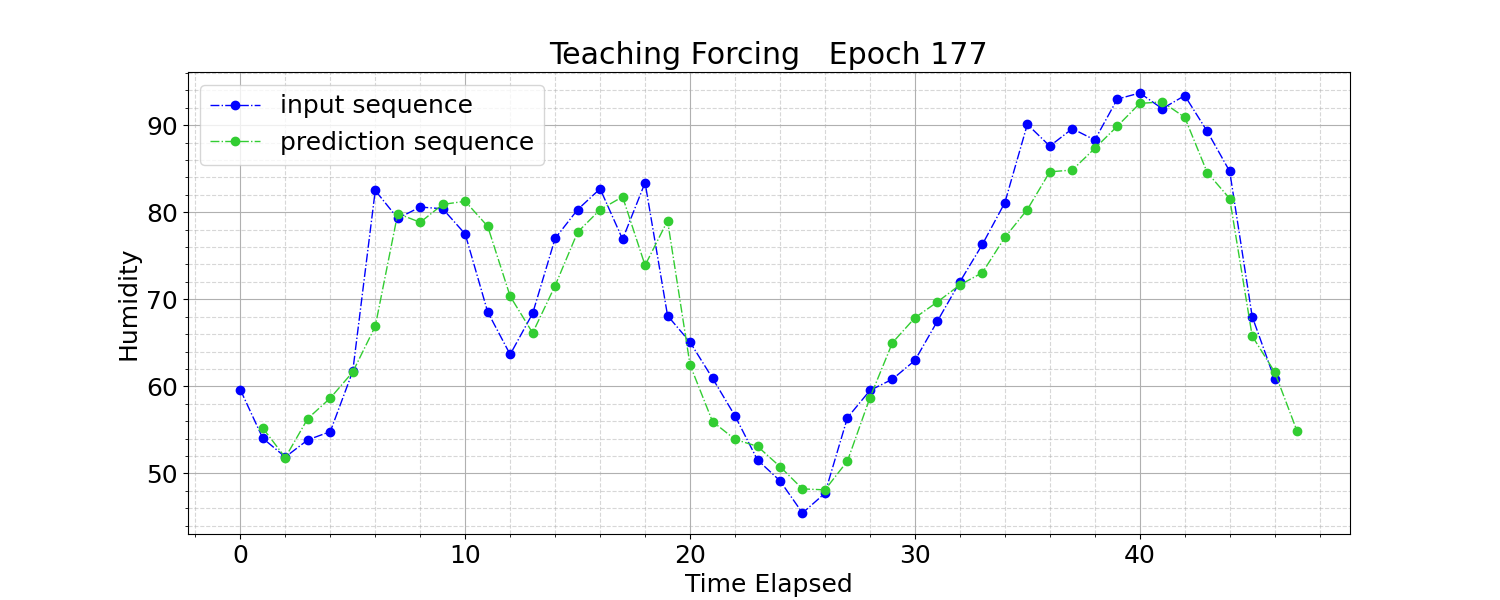 Teaching Forcing   Epoch 177
input sequence
prediction sequence
90
80
70
60
50
Humidity
0 10 20 30 40
Time Elapsed